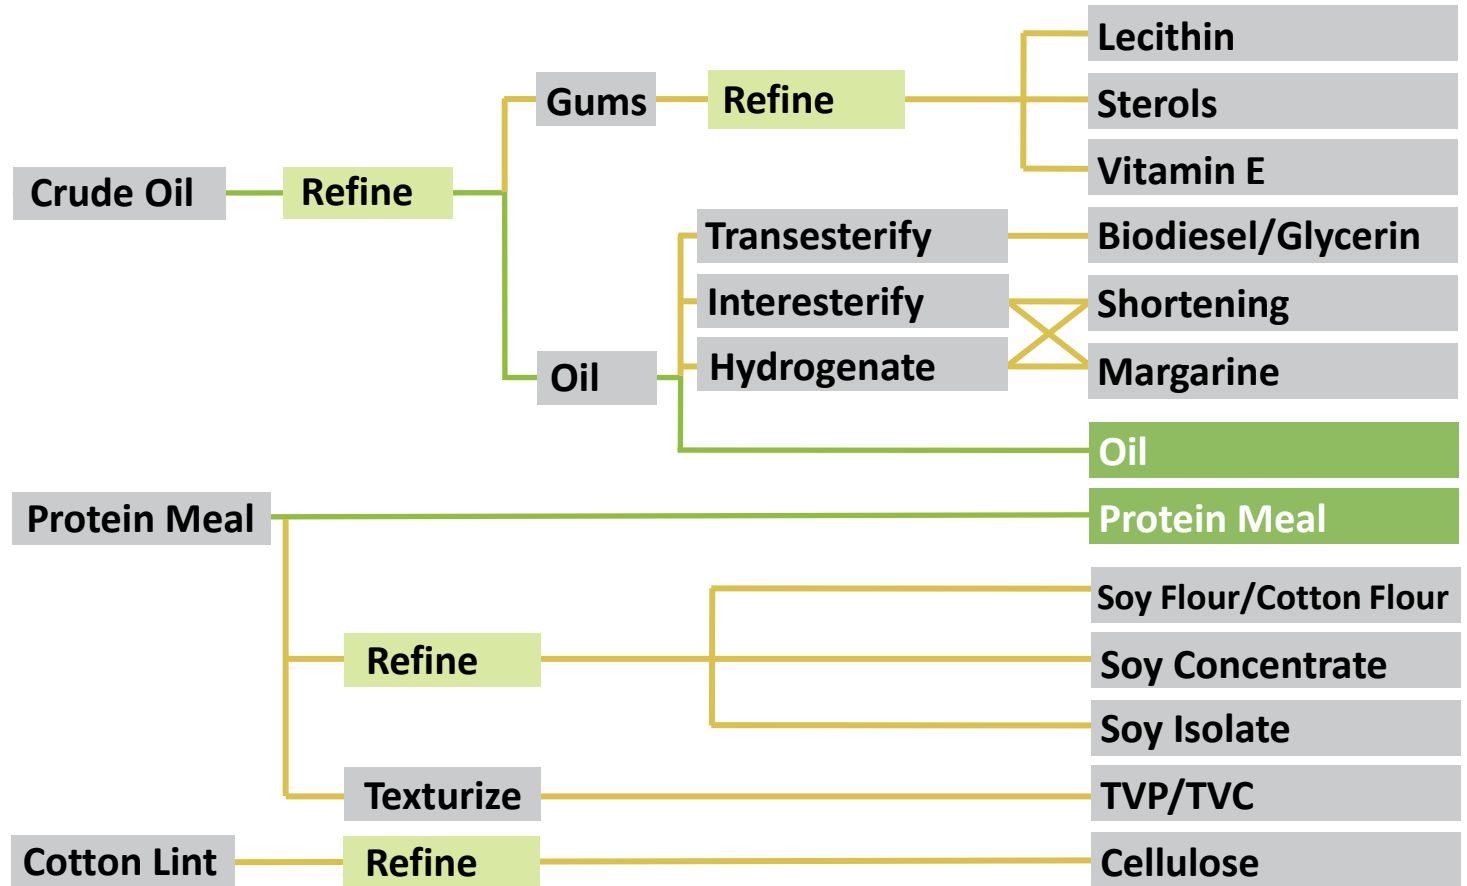 Lecithin
Gums
Refine
Sterols
Crude Oil
Refine
Vitamin E
Transesterify
Biodiesel/Glycerin
Interesterify
Shortening
Oil
Hydrogenate
Margarine
Oil
Protein Meal
Protein Meal
Soy Flour/Cotton Flour
Refine
Soy Concentrate
Soy Isolate
Texturize
TVP/TVC
Cotton Lint
Refine
Cellulose